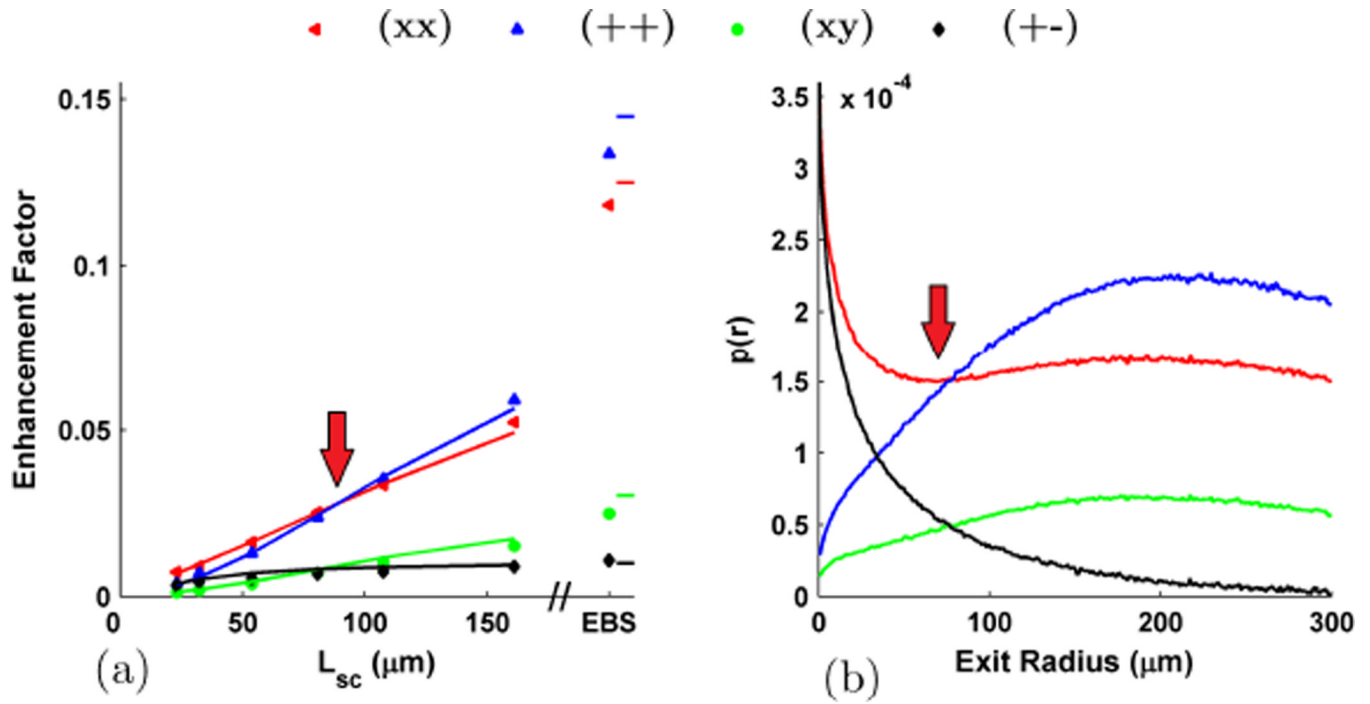 (xx) (++) (xy) (+-)
Enhancement Factor
0.15
0.1
0.05
0
0 50 100 150 // EBS
L_sc (μm)
(a)
x 10^-4
p(r)
3.5
3
2.5
2
1.5
1
0.5
0
0 100 200 300
Exit Radius (μm)
(b)